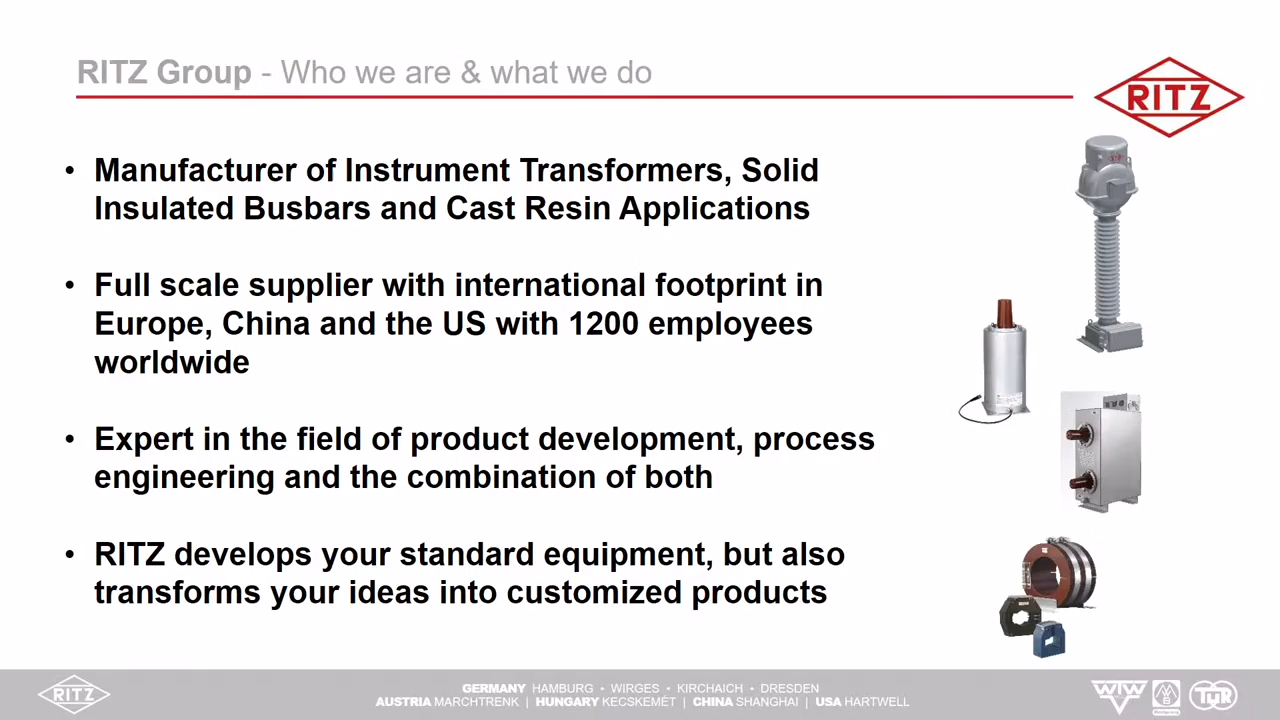 RITZ Group - Who we are & what we do
RITZ
• Manufacturer of Instrument Transformers, Solid
Insulated Busbars and Cast Resin Applications
• Full scale supplier with international footprint in
Europe, China and the US with 1200 employees
worldwide
• Expert in the field of product development, process
engineering and the combination of both
• RITZ develops your standard equipment, but also
transforms your ideas into customized products
RITZ
GERMANY HAMBURG • WIRGES • KIRCHAICH • DRESDEN
AUSTRIA MARCHTRENK | HUNGARY KECSKEMÉT | CHINA SHANGHAI | USA HARTWELL